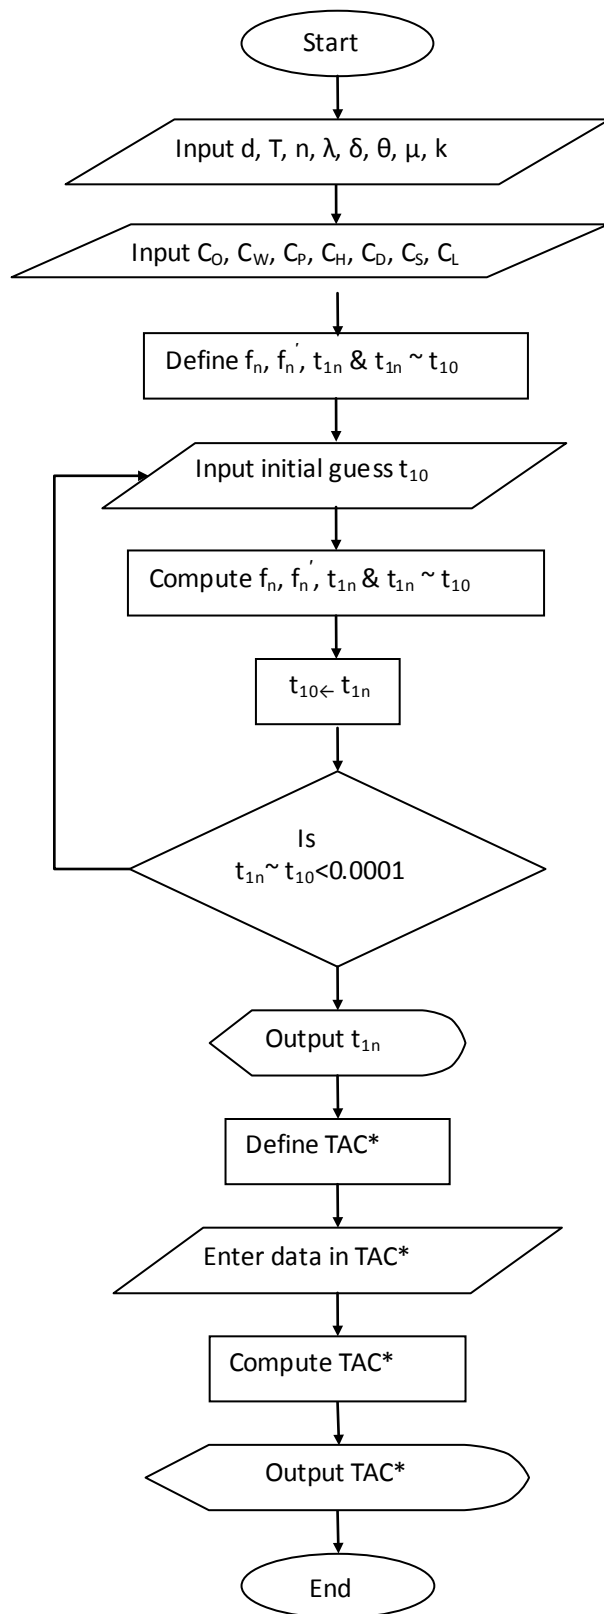 Start
Input d, T, n, λ, δ, θ, μ, k
Input C_O, C_W, C_P, C_H, C_D, C_S, C_L
Define f_n, f_n′, t_1n & t_1n ~ t_10
Input initial guess t_10
Compute f_n, f_n′, t_1n & t_1n ~ t_10
t_10← t_1n
Is
t_1n~ t_10<0.0001
Output t_1n
Define TAC*
Enter data in TAC*
Compute TAC*
Output TAC*
End